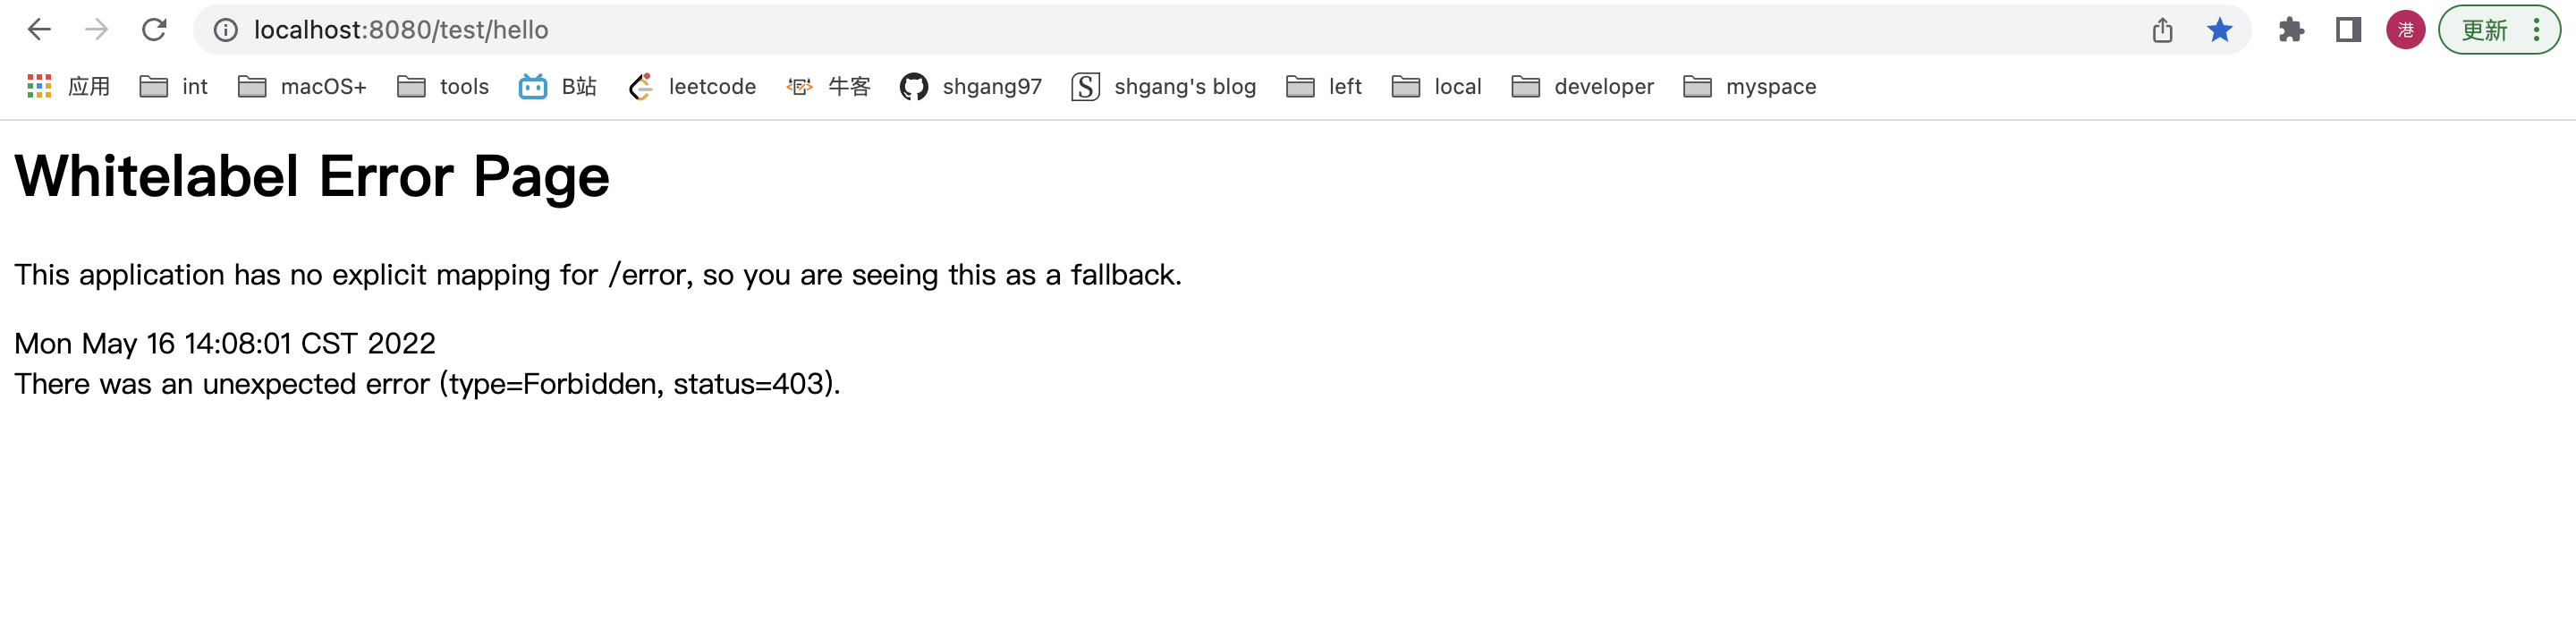 localhost:8080/test/hello
港
更新
应用 int macOS+ tools B站 leetcode 牛客 shgang97 S shgang's blog left local developer myspace
Whitelabel Error Page
This application has no explicit mapping for /error, so you are seeing this as a fallback.
Mon May 16 14:08:01 CST 2022
There was an unexpected error (type=Forbidden, status=403).